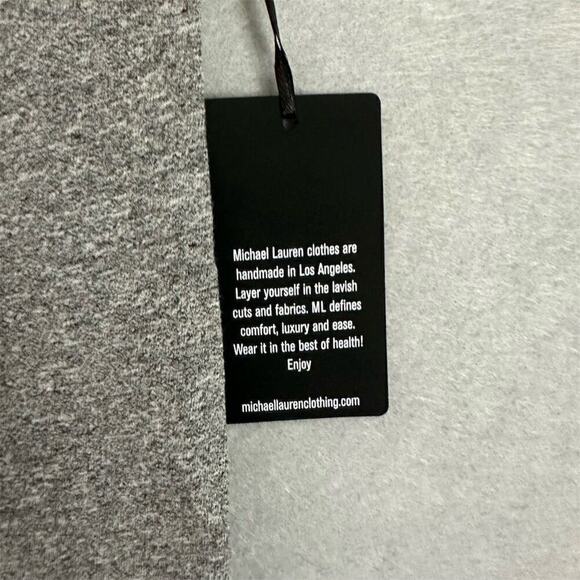 Michael Lauren clothes are
handmade in Los Angeles.
Layer yourself in the lavish
cuts and fabrics. ML defines
comfort, luxury and ease.
Wear it in the best of health!
Enjoy
michaellaurenclothing.com